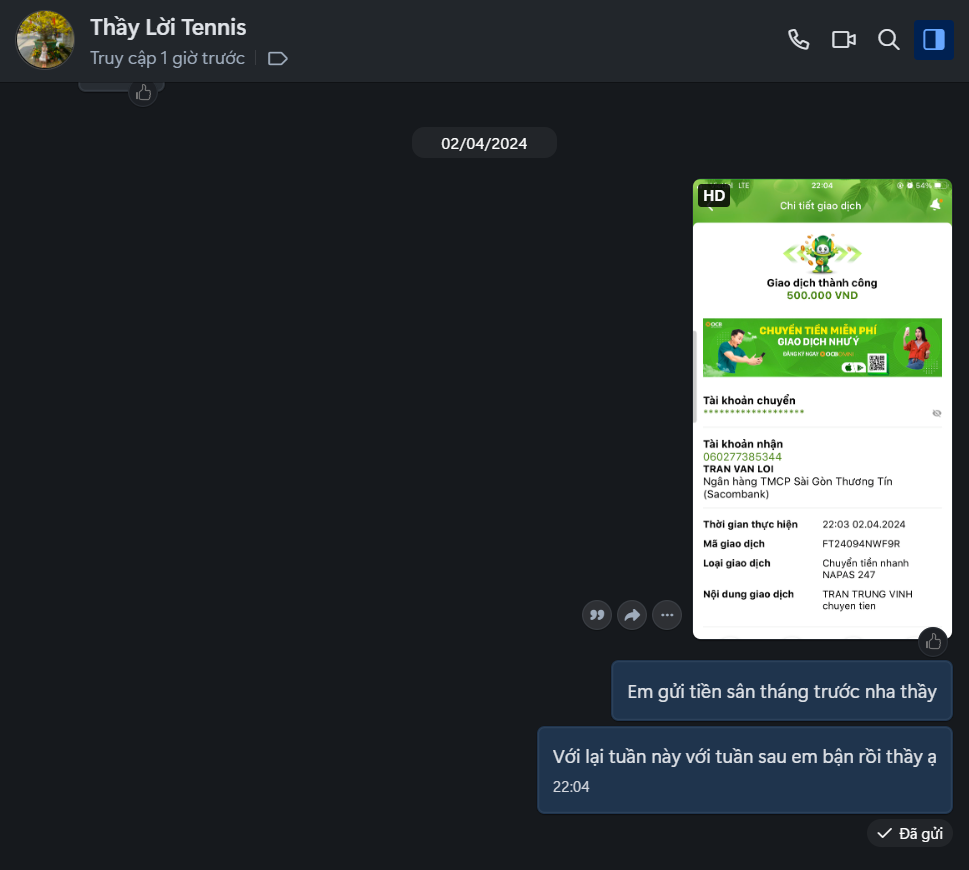 Thầy Lời Tennis
Truy cập 1 giờ trước
02/04/2024
HD
LTE
22:04
54%
Chi tiết giao dịch
Giao dịch thành công
500.000 VND
OCB
CHUYỂN TIỀN MIỄN PHÍ
GIAO DỊCH NHƯ Ý
ĐĂNG KÝ NGAY OCB OMNI
Tài khoản chuyển
*******************
Tài khoản nhận
060277385344
TRAN VAN LOI
Ngân hàng TMCP Sài Gòn Thương Tín
(Sacombank)
Thời gian thực hiện 22:03 02.04.2024
Mã giao dịch FT24094NWF9R
Loại giao dịch Chuyển tiền nhanh
NAPAS 247
Nội dung giao dịch TRAN TRUNG VINH
chuyen tien
Em gửi tiền sân tháng trước nha thầy
Với lại tuần này với tuần sau em bận rồi thầy ạ
22:04
Đã gửi